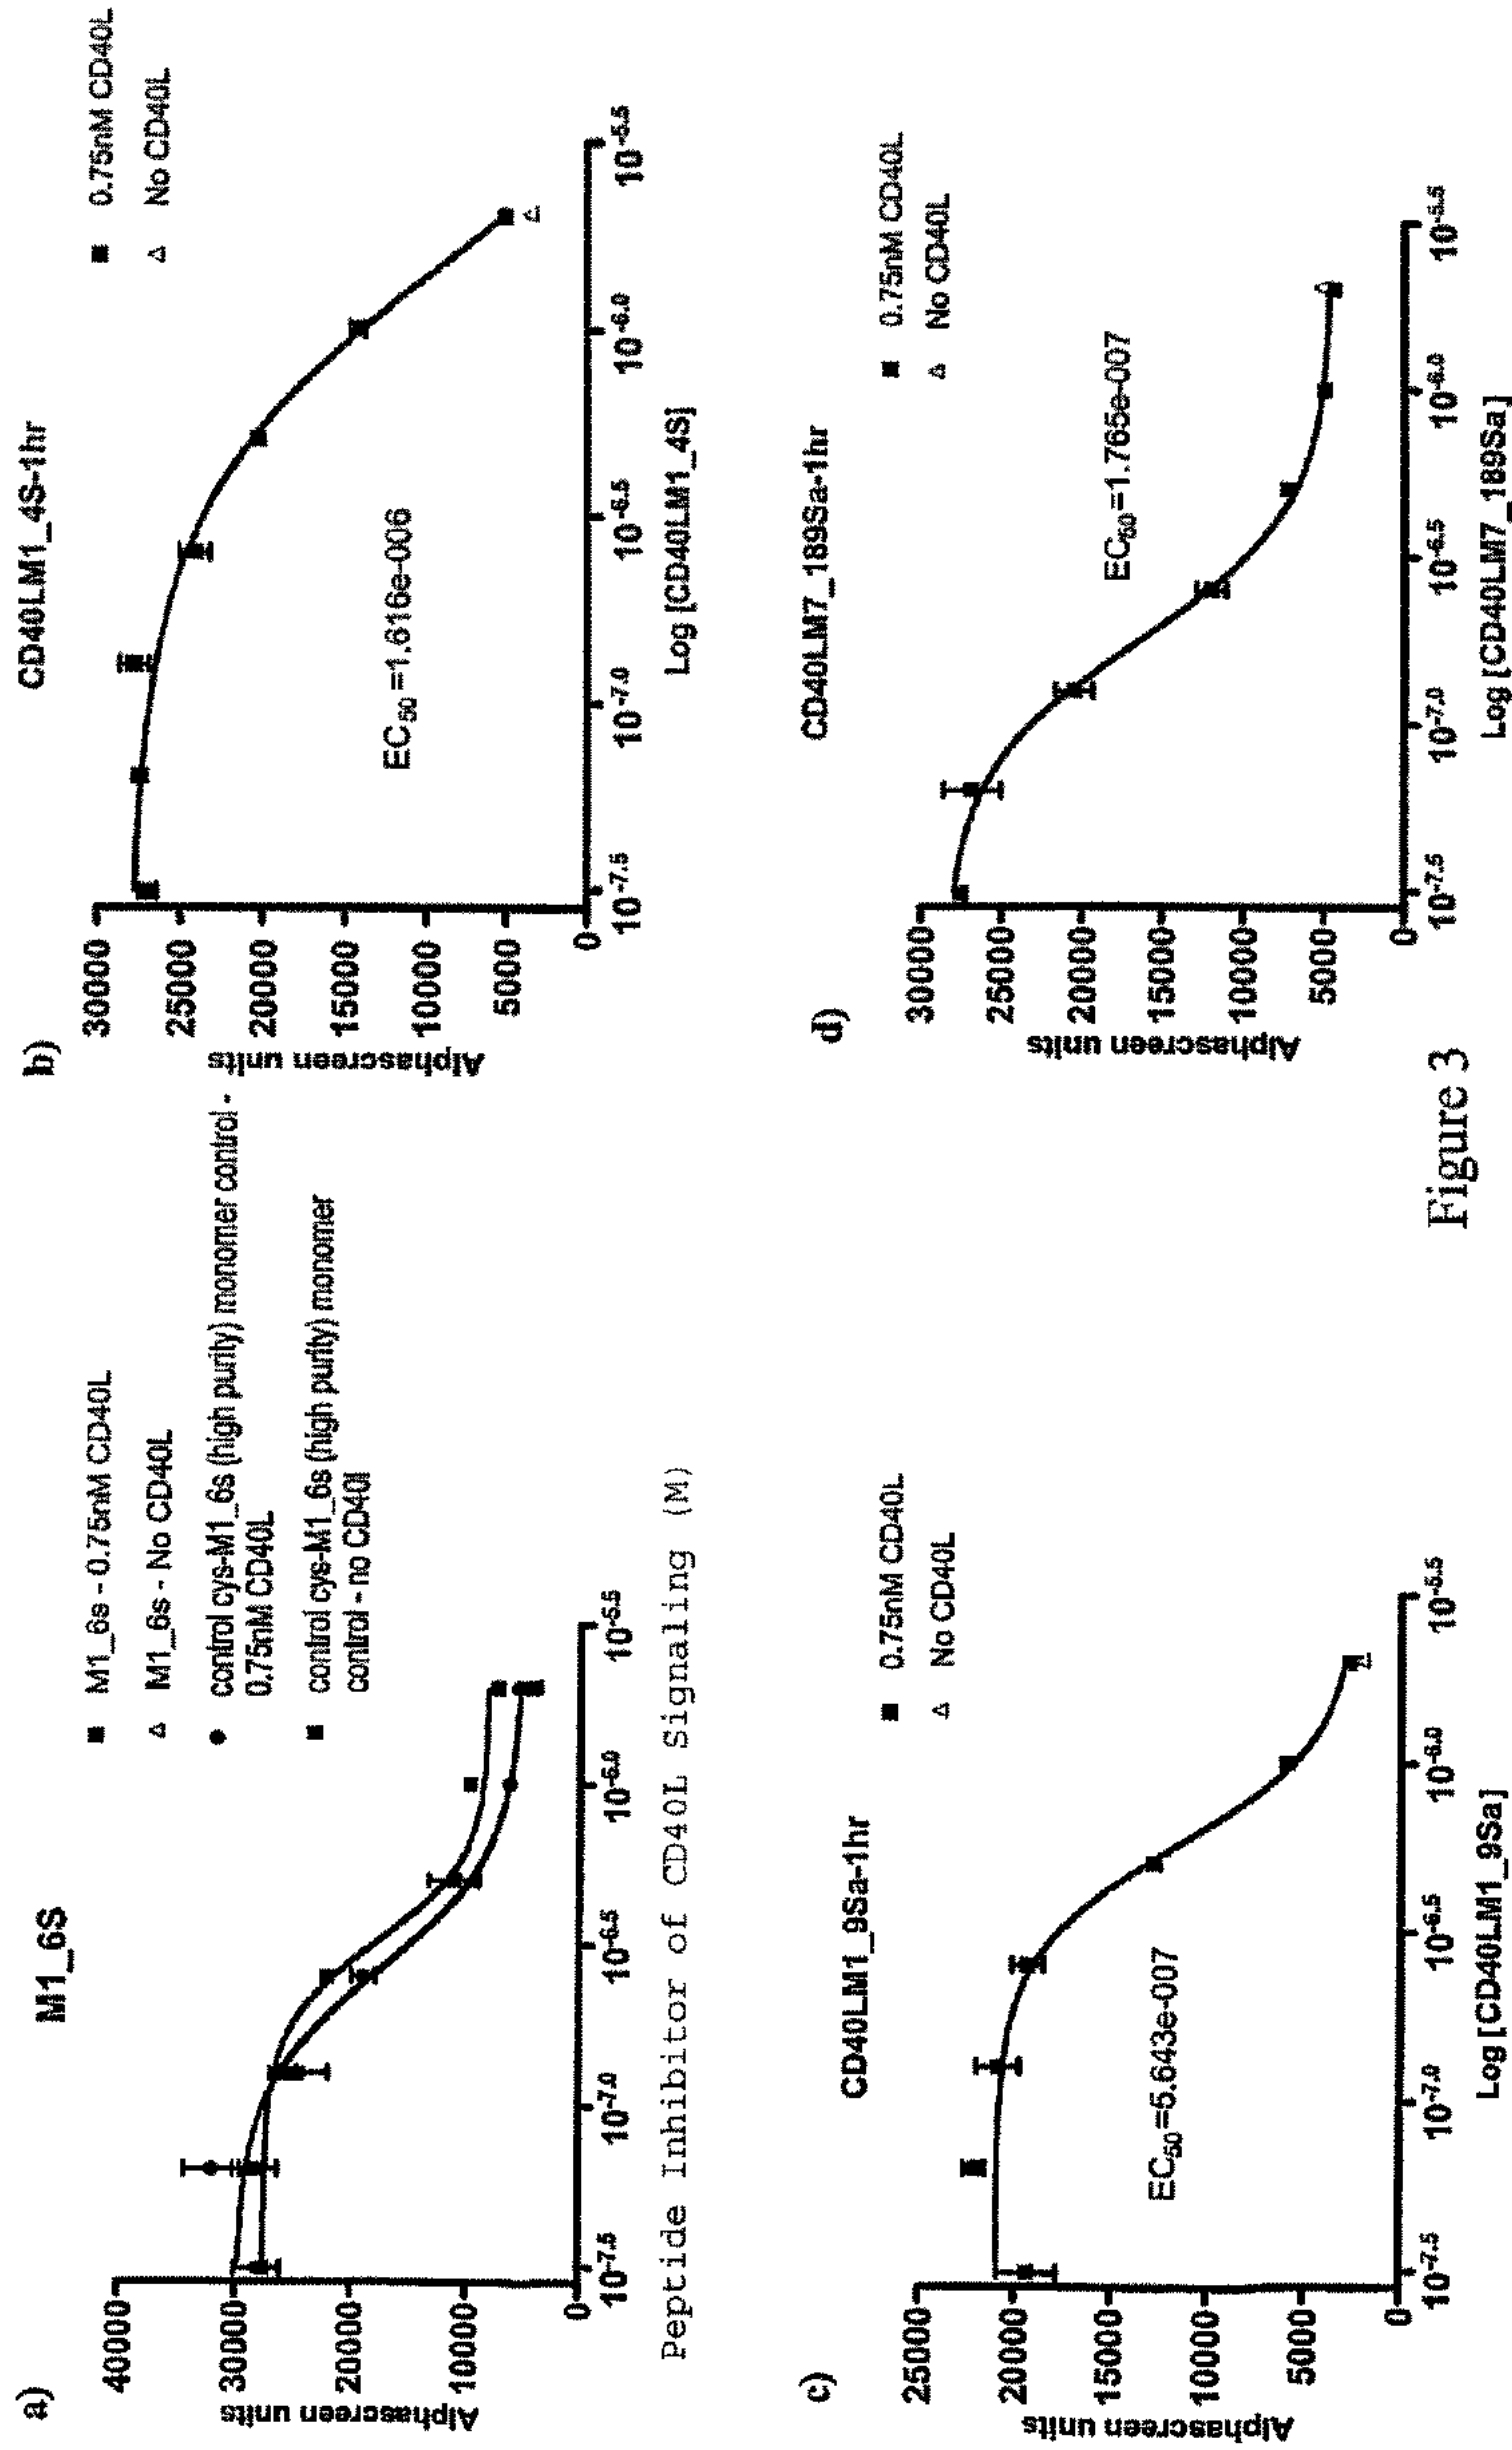 a)
M1_6S
M1_6s - 0.75nM CD40L
M1_6s - No CD40L
control cys-M1_6s (high purity) monomer control -
0.75nM CD40L
control cys-M1_6s (high purity) monomer
control - no CD40l
Alphascreen units
40000
30000
20000
10000
0
10-7.5
10-7.0
10-6.5
10-6.0
10-5.5
Peptide Inhibitor of CD40L Signaling (M)
b)
CD40LM1_4S-1hr
0.75nM CD40L
No CD40L
Alphascreen units
30000
25000
20000
15000
10000
5000
0
EC50=1.616e-006
10-7.5
10-7.0
10-6.5
10-6.0
10-5.5
Log [CD40LM1_4S]
c)
CD40LM1_9Sa-1hr
0.75nM CD40L
No CD40L
Alphascreen units
25000
20000
15000
10000
5000
0
EC50=5.643e-007
10-7.5
10-7.0
10-6.5
10-6.0
10-5.5
Log [CD40LM1_9Sa]
d)
CD40LM7_189Sa-1hr
0.75nM CD40L
No CD40L
Alphascreen units
30000
25000
20000
15000
10000
5000
0
EC50=1.765e-007
10-7.5
10-7.0
10-6.5
10-6.0
10-5.5
Log [CD40LM7_189Sa]
Figure 3